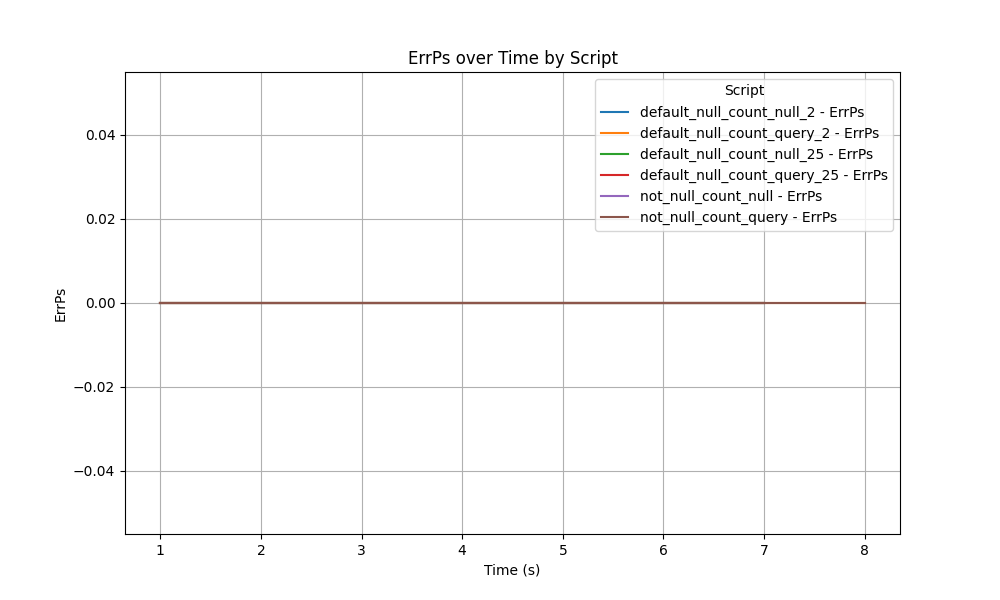 ErrPs over Time by Script
Script
default_null_count_null_2 - ErrPs
default_null_count_query_2 - ErrPs
default_null_count_null_25 - ErrPs
default_null_count_query_25 - ErrPs
not_null_count_null - ErrPs
not_null_count_query - ErrPs
ErrPs
0.04
0.02
0.00
−0.02
−0.04
1 2 3 4 5 6 7 8
Time (s)